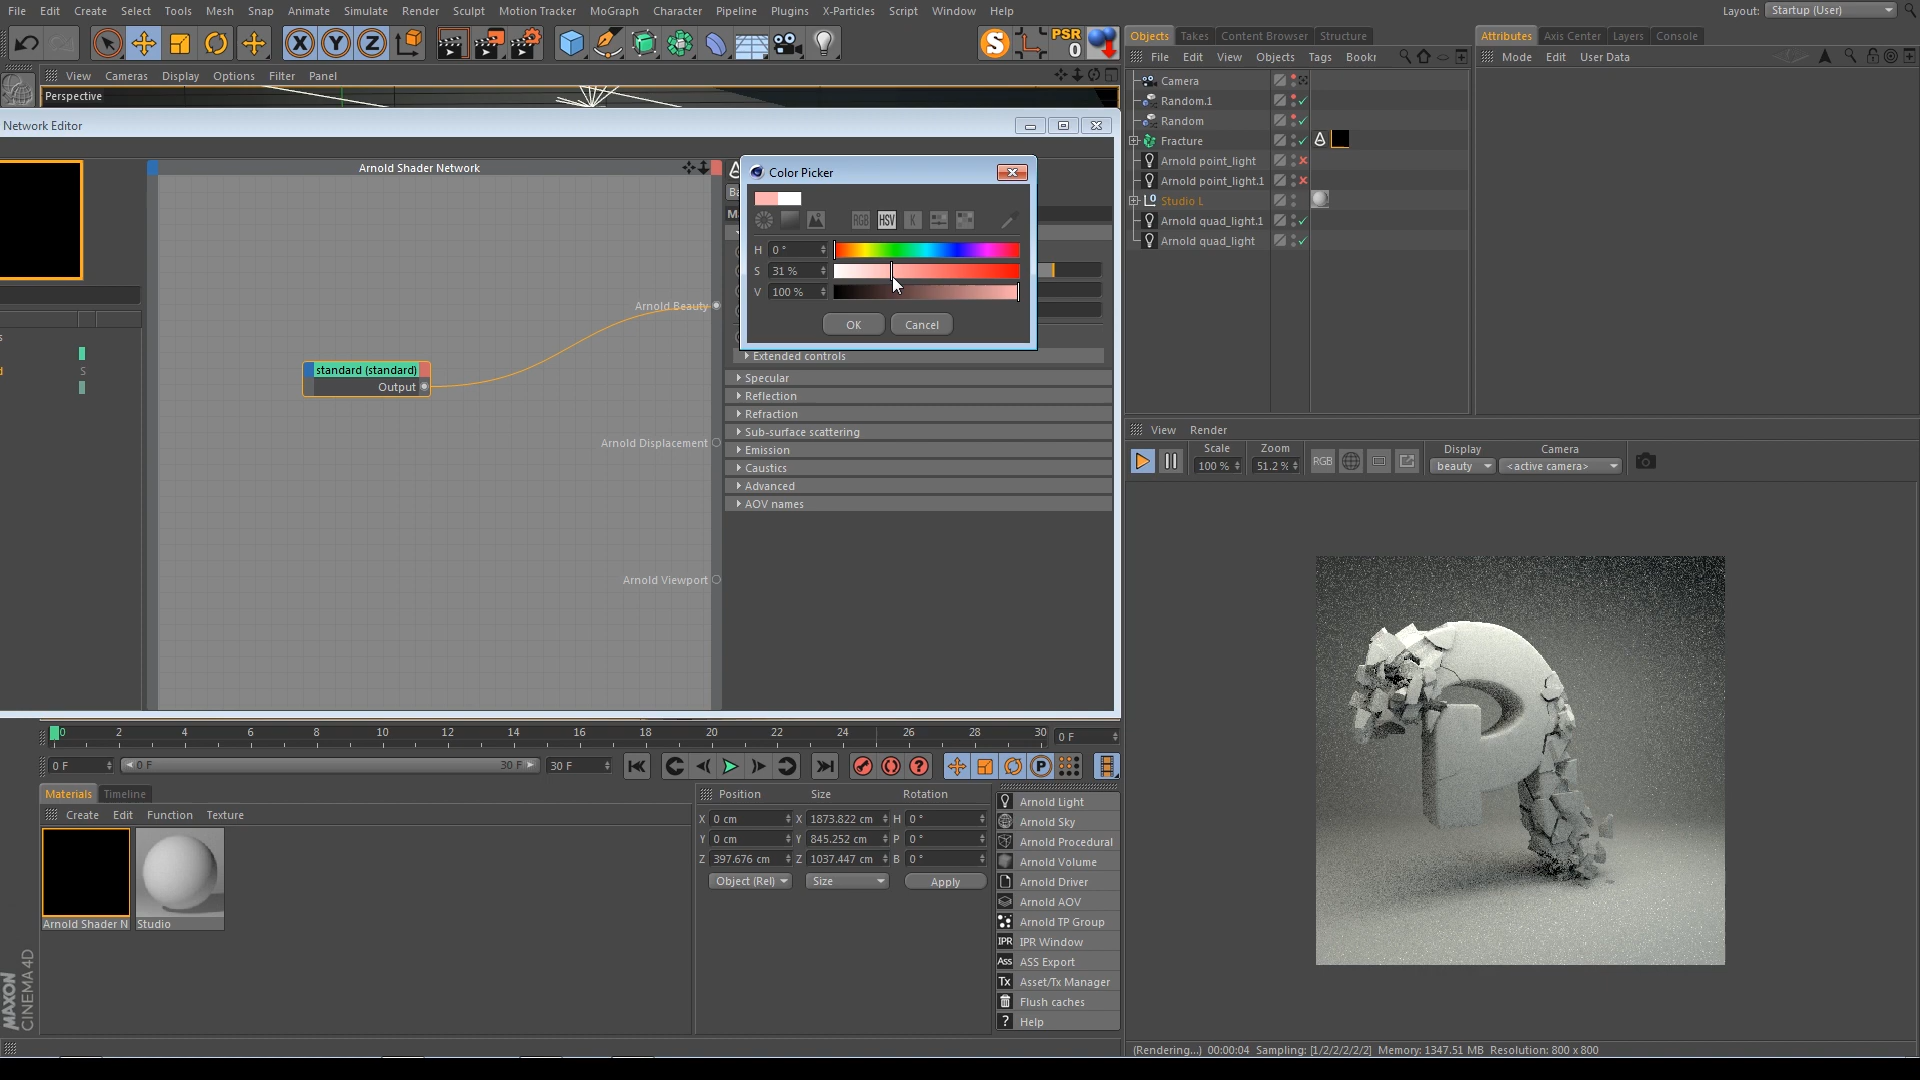 File Edit Create Select Tools Mesh Snap Animate Simulate Render Sculpt Motion Tracker MoGraph Character Pipeline Plugins X-Particles Script Window Help
Layout: Startup (User)
X Y Z
S PSR 0
Objects Takes Content Browser Structure
Attributes Axis Center Layers Console
View Cameras Display Options Filter Panel
File Edit View Objects Tags Bookr
Mode Edit User Data
Perspective
Camera
Random.1
Random
Fracture
Arnold point_light
Arnold point_light.1
Studio L
Arnold quad_light.1
Arnold quad_light
Network Editor
Arnold Shader Network
Arnold Beauty
standard (standard)
Output
Arnold Displacement
Arnold Viewport
S
Color Picker
RGB HSV K
H 0 °
S 31 %
V 100 %
OK Cancel
Extended controls
Specular
Reflection
Refraction
Sub-surface scattering
Emission
Caustics
Advanced
AOV names
View Render
Scale Zoom Display Camera
100 % 51.2 % RGB beauty <active camera>
(Rendering...) 00:00:04 Sampling: [1/2/2/2/2/2] Memory: 1347.51 MB Resolution: 800 x 800
0 2 4 6 8 10 12 14 16 18 20 22 24 26 28 30 0 F
0 F 0 F 30 F 30 F
P
Materials Timeline
Create Edit Function Texture
Arnold Shader N Studio
Position Size Rotation
X 0 cm X 1873.822 cm H 0 °
Y 0 cm Y 845.252 cm P 0 °
Z 397.676 cm Z 1037.447 cm B 0 °
Object (Rel) Size Apply
Arnold Light
Arnold Sky
Arnold Procedural
Arnold Volume
Arnold Driver
Arnold AOV
Arnold TP Group
IPR IPR Window
Ass ASS Export
Tx Asset/Tx Manager
Flush caches
? Help
MAXON
CINEMA 4D